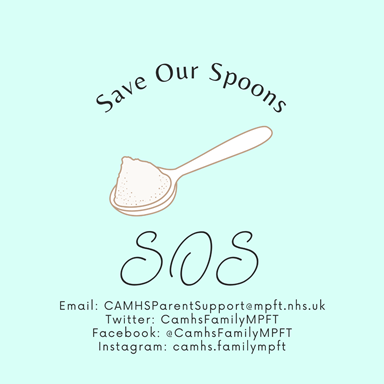 Save Our Spoons
SOS
Email: CAMHSParentSupport@mpft.nhs.uk
Twitter: CamhsFamilyMPFT
Facebook: @CamhsFamilyMPFT
Instagram: camhs.familympft